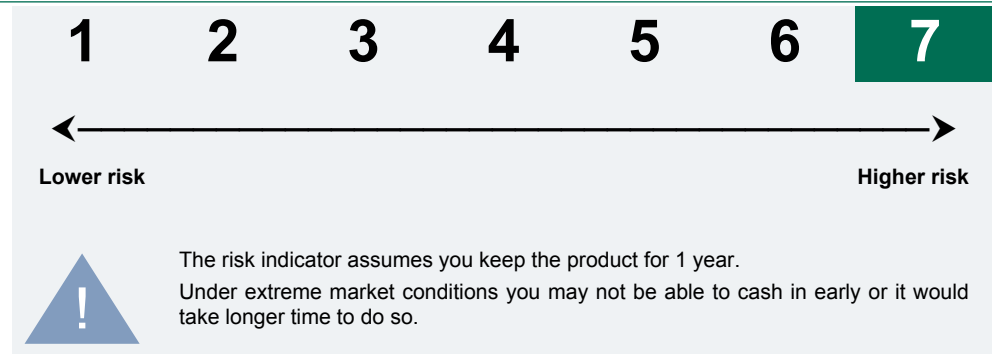 1 2 3 4 5 6 7
Lower risk Higher risk
!
The risk indicator assumes you keep the product for 1 year.
Under extreme market conditions you may not be able to cash in early or it would
take longer time to do so.